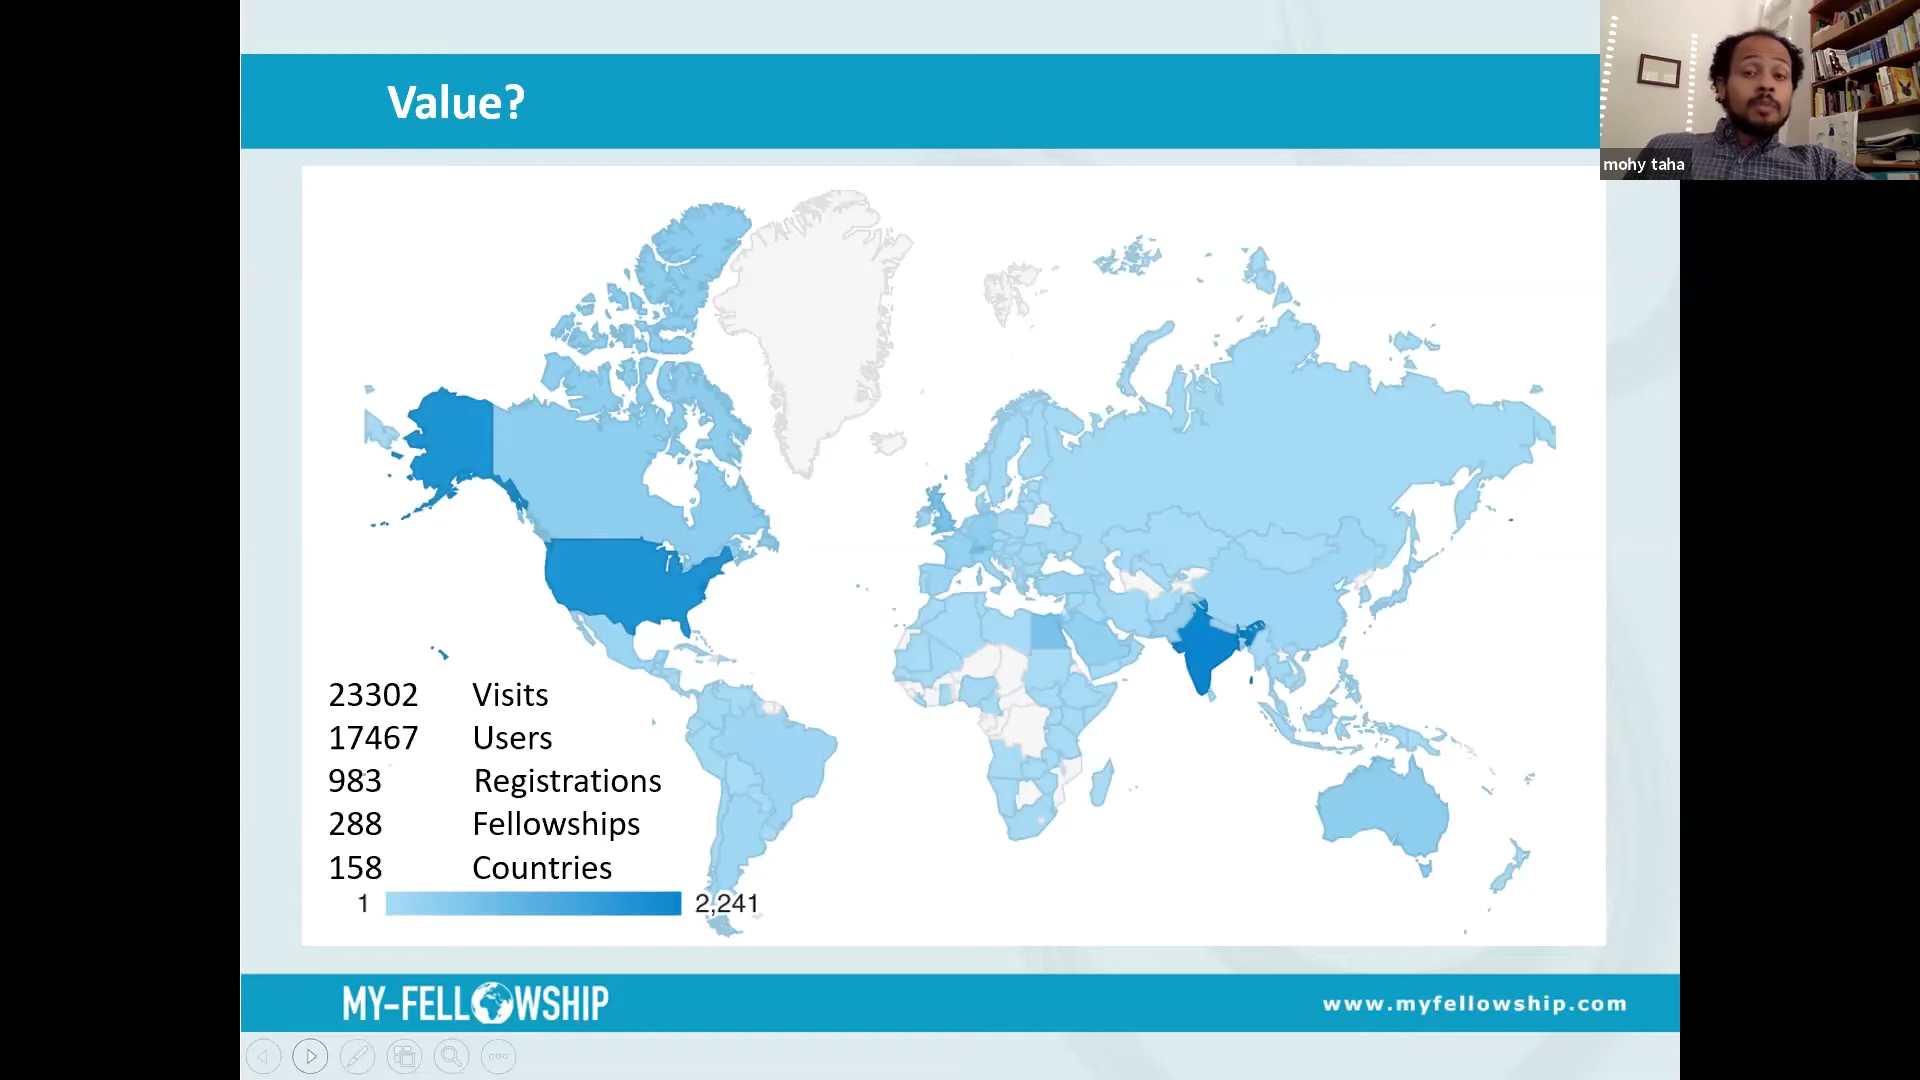 Value?
mohy taha
23302 Visits
17467 Users
983 Registrations
288 Fellowships
158 Countries
1 2,241
MY-FELLOWSHIP
www.myfellowship.com